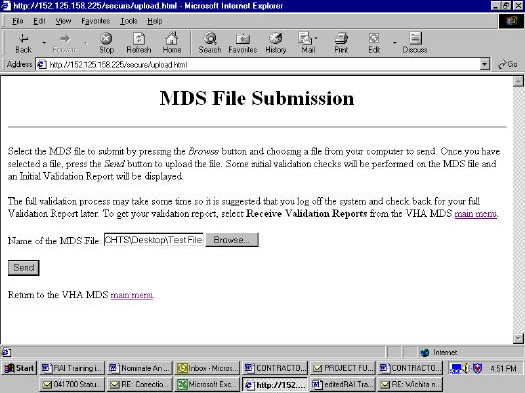 http://152.125.158.225/secure/upload.html - Microsoft Internet Explorer
File Edit View Favorites Tools Help
Back Forward Stop Refresh Home Search Favorites History Mail Print Edit Discuss
Address http://152.125.158.225/secure/upload.html Go
MDS File Submission
Select the MDS file to submit by pressing the Browse button and choosing a file from your computer to send. Once you have
selected a file, press the Send button to upload the file. Some initial validation checks will be performed on the MDS file and
an Initial Validation Report will be displayed.
The full validation process may take some time so it is suggested that you log off the system and check back for your full
Validation Report later. To get your validation report, select Receive Validation Reports from the VHA MDS main menu.
Name of the MDS File CHTS\Desktop\TestFile Browse...
Send
Return to the VHA MDS main menu.
Internet
Start RAI Training i... Nominate An ... Inbox - Micros... CONTRACTO... PROJECT FU... CONTRACTO... 4:51 PM
041700 Statu... RE: Correctio... Microsoft Exc... http://152.... editedRAI Tra... RE: Wichita n...